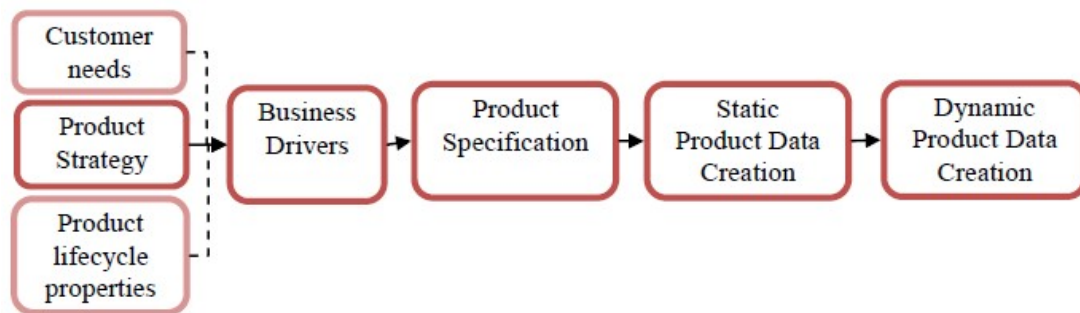 Customer
needs
Product
Strategy
Product
lifecycle
properties
Business
Drivers
Product
Specification
Static
Product Data
Creation
Dynamic
Product Data
Creation